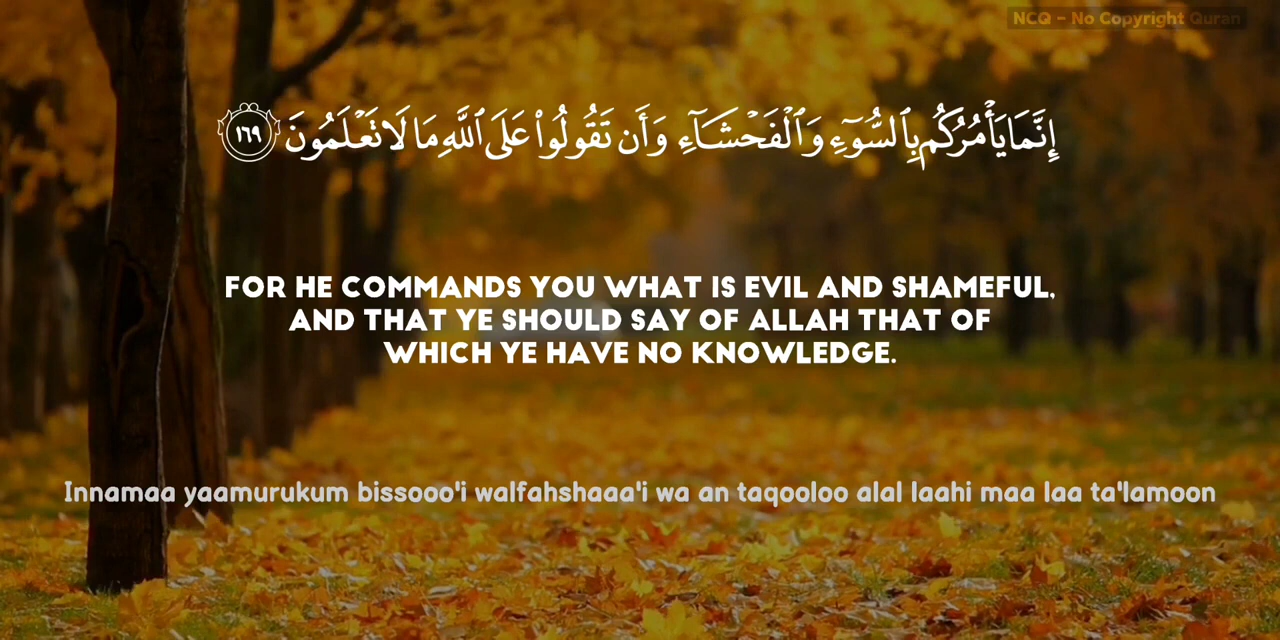 NCQ - No Copyright Quran
إِنَّمَا يَأْمُرُكُم بِٱلسُّوٓءِ وَٱلْفَحْشَآءِ وَأَن تَقُولُوا۟ عَلَى ٱللَّهِ مَا لَا تَعْلَمُونَ ١٦٩
FOR HE COMMANDS YOU WHAT IS EVIL AND SHAMEFUL,
AND THAT YE SHOULD SAY OF ALLAH THAT OF
WHICH YE HAVE NO KNOWLEDGE.
Innamaa yaamurukum bissooo'i walfahshaaa'i wa an taqooloo alal laahi maa laa ta'lamoon